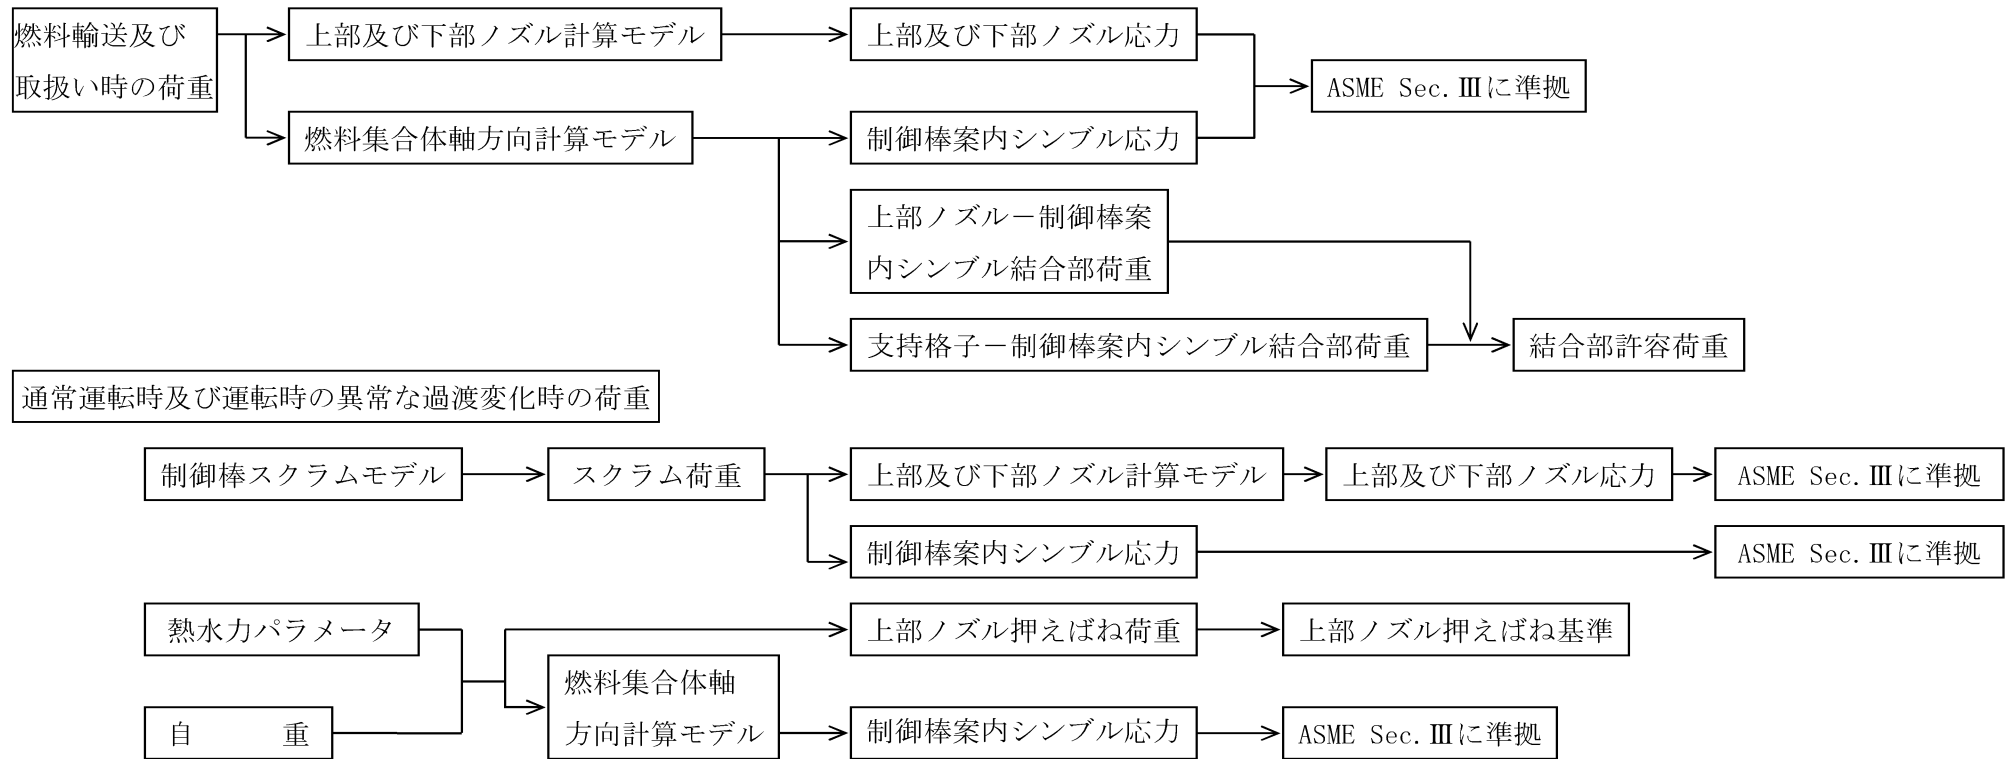 燃料輸送及び
取扱い時の荷重
上部及び下部ノズル計算モデル
上部及び下部ノズル応力
ASME Sec.Ⅲに準拠
燃料集合体軸方向計算モデル
制御棒案内シンブル応力
上部ノズル－制御棒案
内シンブル結合部荷重
支持格子－制御棒案内シンブル結合部荷重
結合部許容荷重
通常運転時及び運転時の異常な過渡変化時の荷重
制御棒スクラムモデル
スクラム荷重
上部及び下部ノズル計算モデル
上部及び下部ノズル応力
ASME Sec.Ⅲに準拠
制御棒案内シンブル応力
ASME Sec.Ⅲに準拠
熱水力パラメータ
上部ノズル押えばね荷重
上部ノズル押えばね基準
燃料集合体軸
方向計算モデル
自　　　重
制御棒案内シンブル応力
ASME Sec.Ⅲに準拠